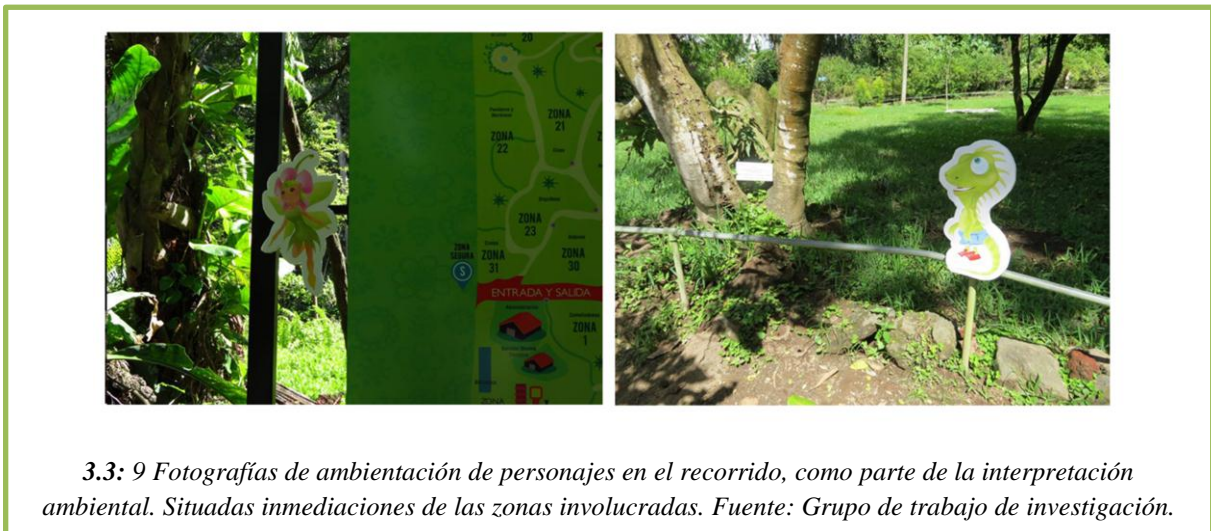 20
ZONA
21
ZONA
22
ZONA
23
ZONA
SEGURA
S
ZONA
31
ZONA
30
ENTRADA Y SALIDA
ZONA
1
ZONA
3.3: 9 Fotografías de ambientación de personajes en el recorrido, como parte de la interpretación
ambiental. Situadas inmediaciones de las zonas involucradas. Fuente: Grupo de trabajo de investigación.